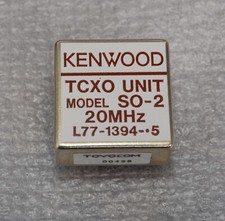 KENWOOD
TCXO UNIT
MODEL SO-2
20MHz
L77-1394-•5
TOYOCOM